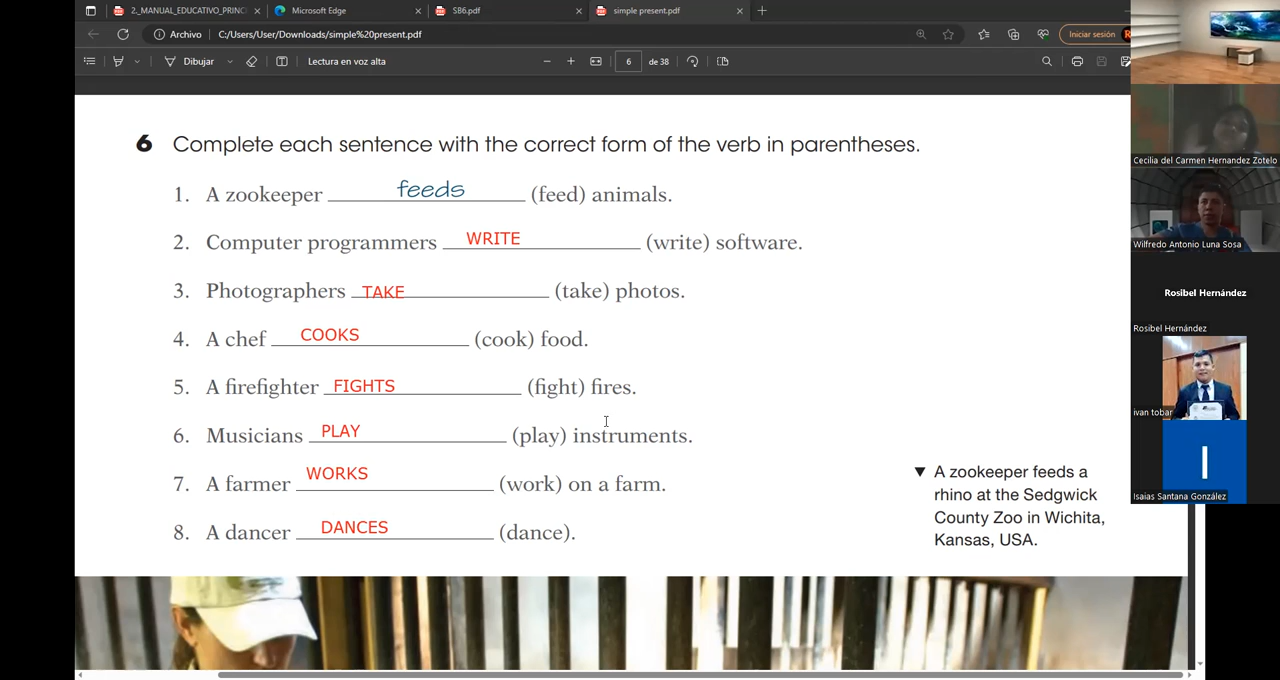 2._MANUAL_EDUCATIVO_PRINC
Microsoft Edge
SB6.pdf
simple present.pdf
Archivo
C:/Users/User/Downloads/simple%20present.pdf
Iniciar sesión
Dibujar
Lectura en voz alta
6
de 38
6 Complete each sentence with the correct form of the verb in parentheses.
1. A zookeeper feeds (feed) animals.
2. Computer programmers WRITE (write) software.
3. Photographers TAKE (take) photos.
4. A chef COOKS (cook) food.
5. A firefighter FIGHTS (fight) fires.
6. Musicians PLAY (play) instruments.
7. A farmer WORKS (work) on a farm.
8. A dancer DANCES (dance).
▼ A zookeeper feeds a
rhino at the Sedgwick
County Zoo in Wichita,
Kansas, USA.
Cecilia del Carmen Hernandez Zotelo
Wilfredo Antonio Luna Sosa
Rosibel Hernández
Rosibel Hernández
ivan tobar
I
Isaias Santana González